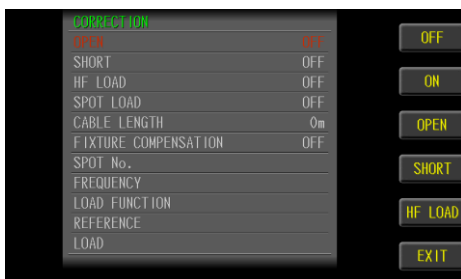 CORRECTION
OPEN OFF
SHORT OFF
HF LOAD OFF
SPOT LOAD OFF
CABLE LENGTH 0m
FIXTURE COMPENSATION OFF
SPOT No.
FREQUENCY
LOAD FUNCTION
REFERENCE
LOAD
OFF
ON
OPEN
SHORT
HF LOAD
EXIT